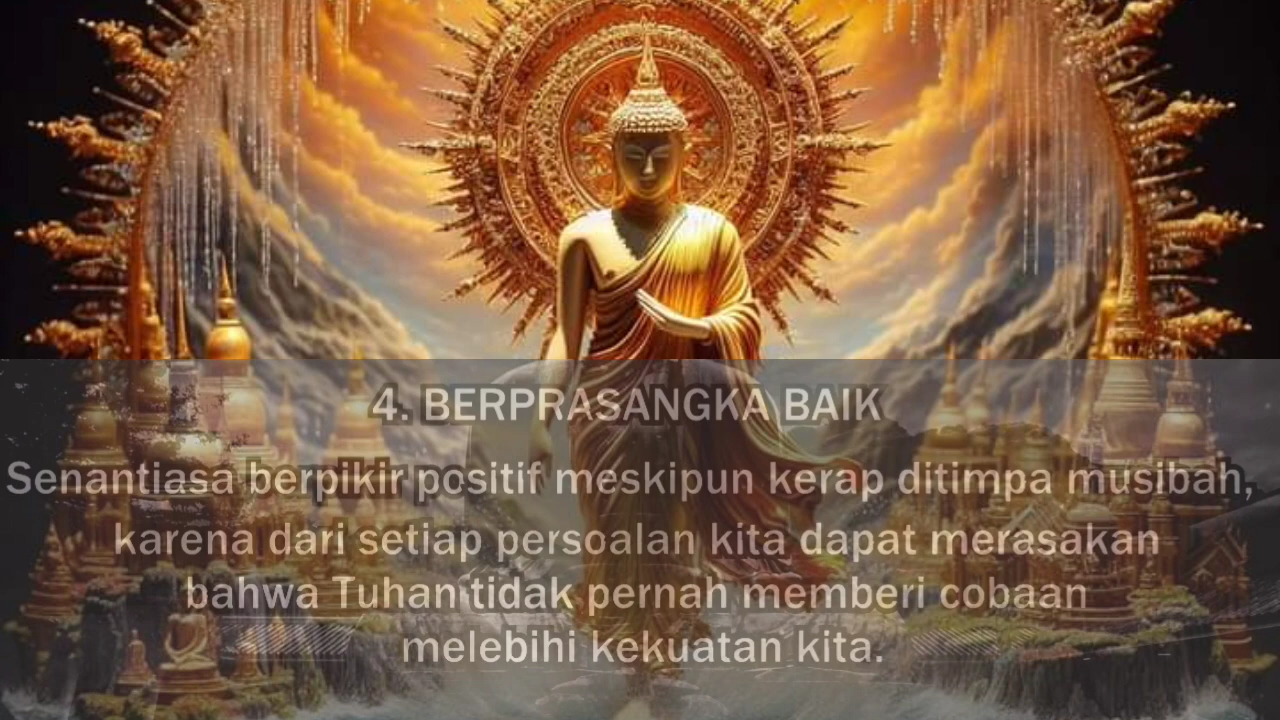 4. BERPRASANGKA BAIK
Senantiasa berpikir positif meskipun kerap ditimpa musibah,
karena dari setiap persoalan kita dapat merasakan
bahwa Tuhan tidak pernah memberi cobaan
melebihi kekuatan kita.